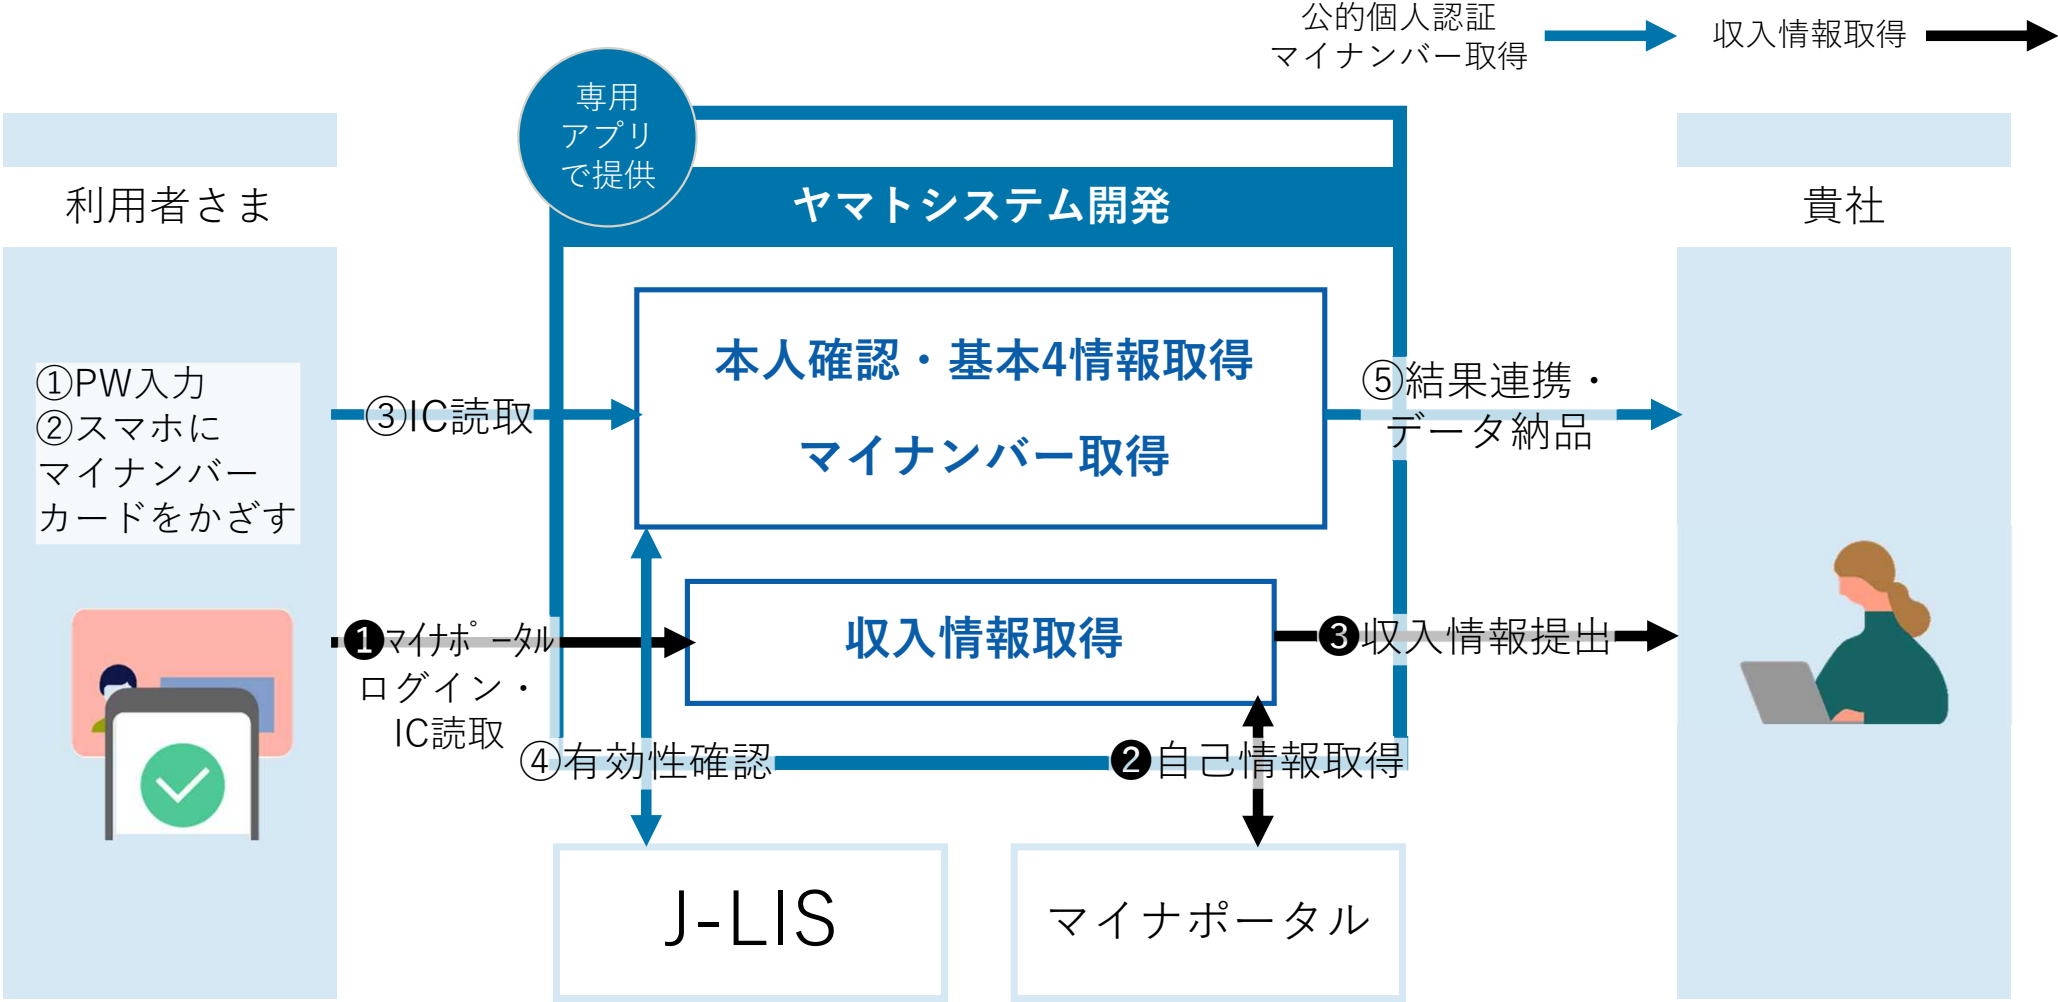 公的個人認証
マイナンバー取得
収入情報取得
専用
アプリ
で提供
利用者さま
ヤマトシステム開発
貴社
①PW入力
②スマホに
マイナンバー
カードをかざす
③IC読取
本人確認・基本4情報取得
マイナンバー取得
⑤結果連携・
データ納品
❶マイナポータル
ログイン・
IC読取
収入情報取得
❸収入情報提出
④有効性確認
❷自己情報取得
J-LIS
マイナポータル